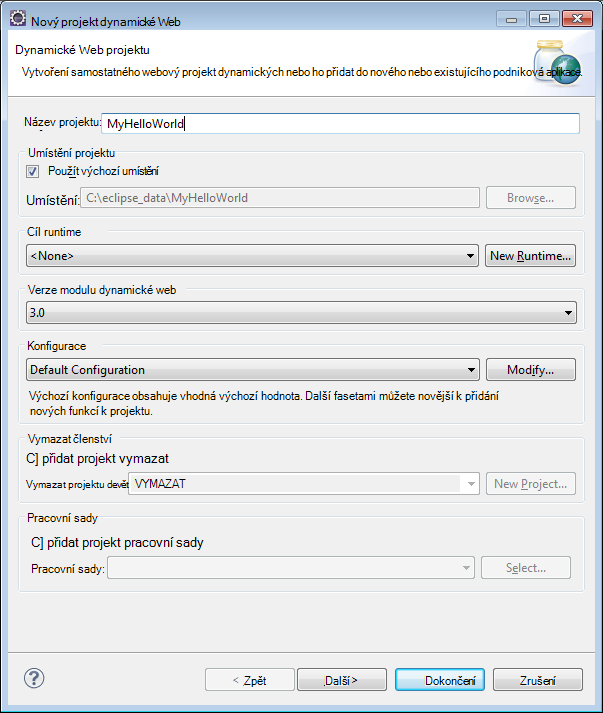 Nový projekt dynamické Web
Dynamické Web projektu
Vytvoření samostatného webový projekt dynamických nebo ho přidat do nového nebo existujícího podniková aplikace.
Název projektu: MyHelloWorld
Umístění projektu
Použít výchozí umístění
Umístění: C:\eclipse_data\MyHelloWorld Browse...
Cíl runtime
<None> New Runtime...
Verze modulu dynamické web
3.0
Konfigurace
Default Configuration Modify...
Výchozí konfigurace obsahuje vhodná výchozí hodnota. Další fasetami můžete novější k přidání
nových funkcí k projektu.
Vymazat členství
C] přidat projekt vymazat
Vymazat projektu devět VYMAZAT New Project...
Pracovní sady
C] přidat projekt pracovní sady
Pracovní sady: Select...
? < Zpět Další > Dokončení Zrušení